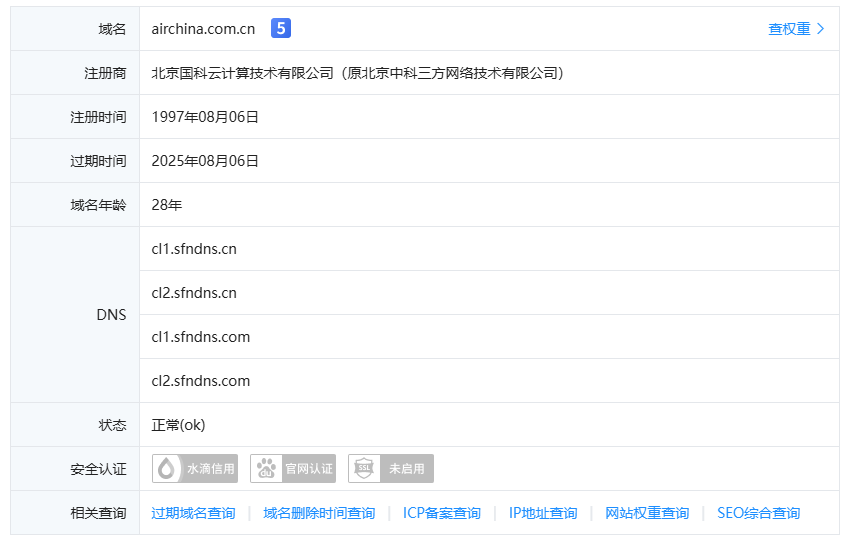 域名 airchina.com.cn 5 查权重 >
注册商 北京国科云计算技术有限公司（原北京中科三方网络技术有限公司）
注册时间 1997年08月06日
过期时间 2025年08月06日
域名年龄 28年
DNS
cl1.sfndns.cn
cl2.sfndns.cn
cl1.sfndns.com
cl2.sfndns.com
状态 正常(ok)
安全认证 水滴信用 du 官网认证 SSL 未启用
相关查询 过期域名查询 | 域名删除时间查询 | ICP备案查询 | IP地址查询 | 网站权重查询 | SEO综合查询